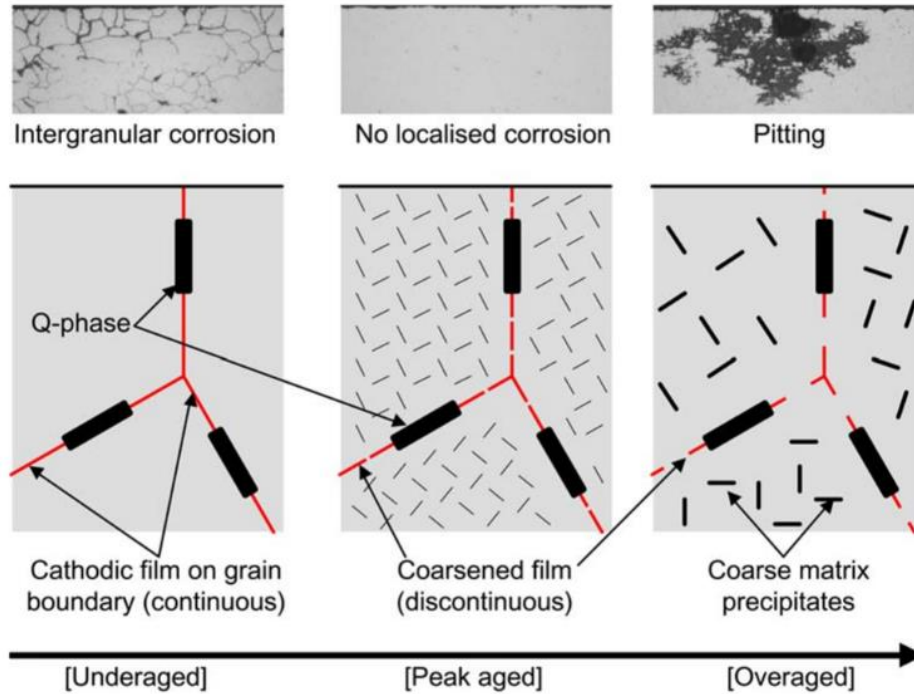 Intergranular corrosion
No localised corrosion
Pitting
Q-phase
Cathodic film on grain
boundary (continuous)
Coarsened film
(discontinuous)
Coarse matrix
precipitates
[Underaged]
[Peak aged]
[Overaged]